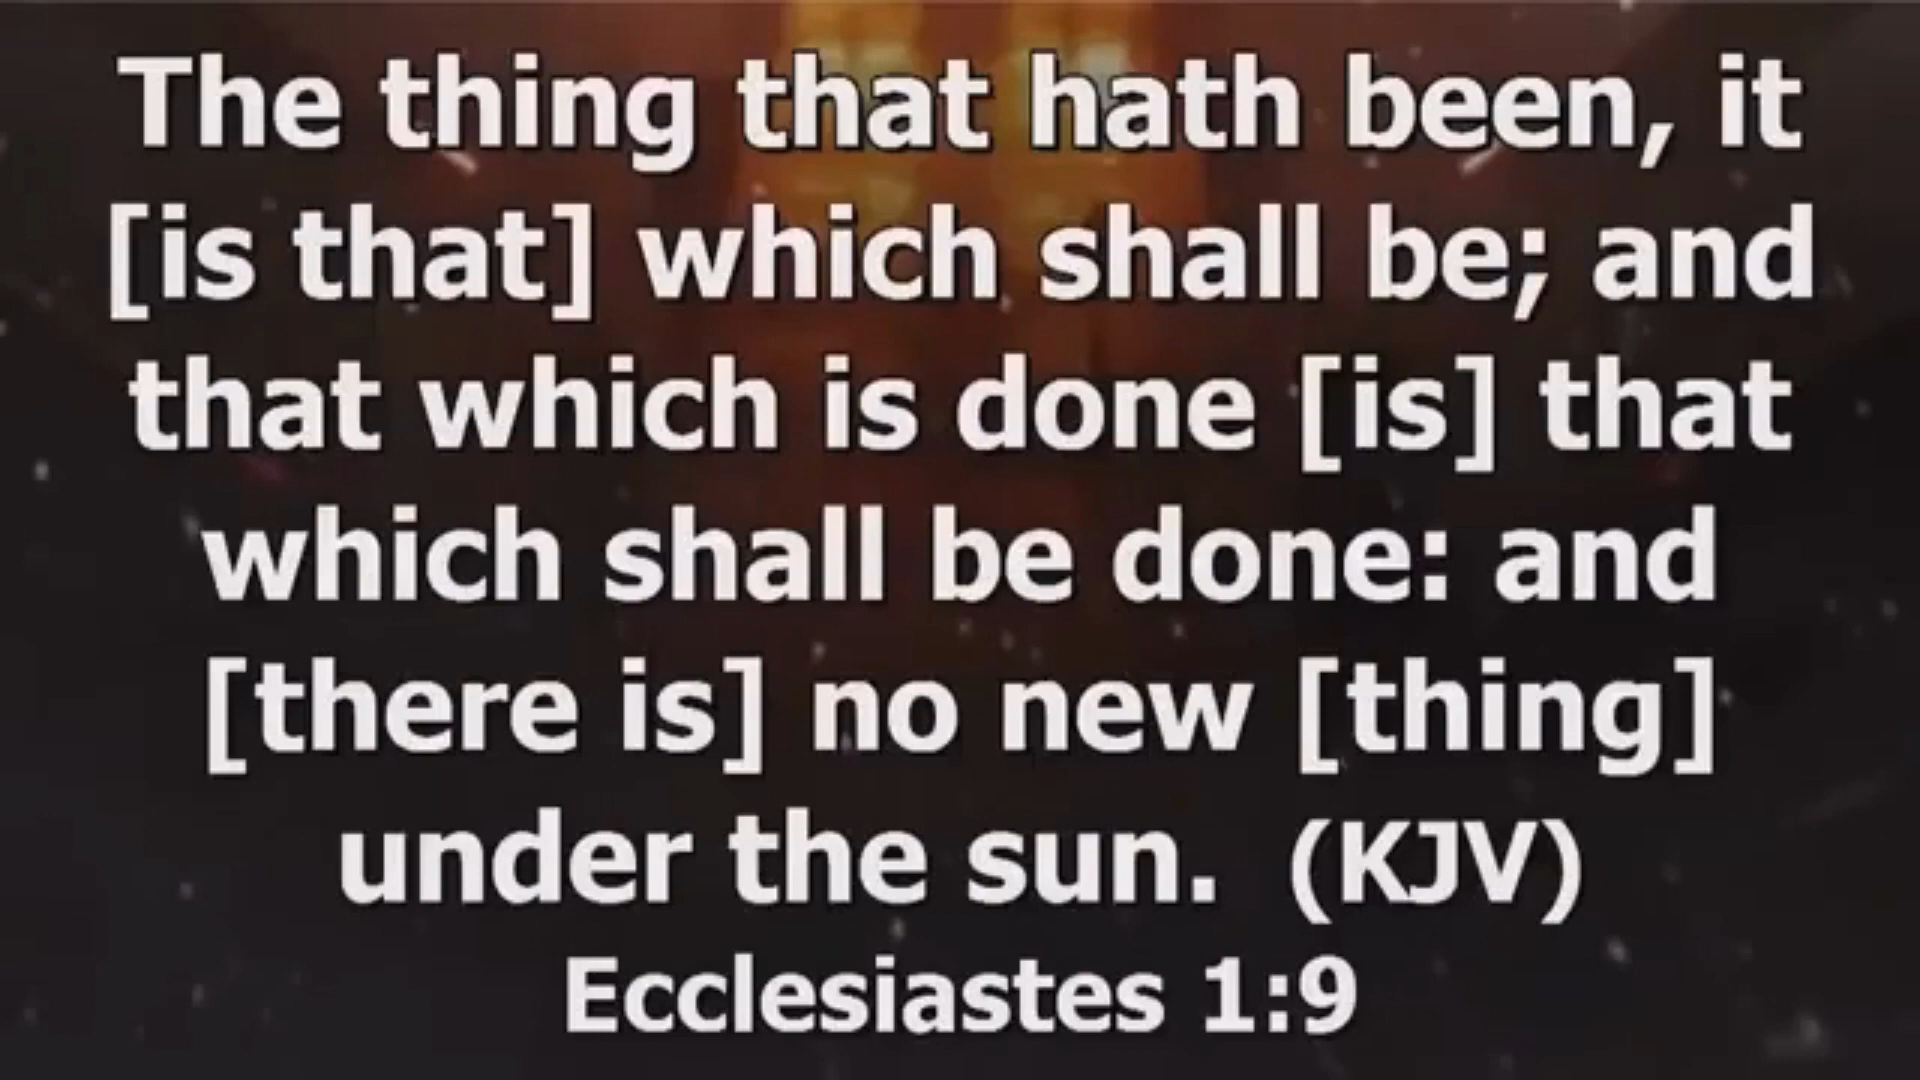 The thing that hath been, it
[is that] which shall be; and
that which is done [is] that
which shall be done: and
[there is] no new [thing]
under the sun.  (KJV)
Ecclesiastes 1:9